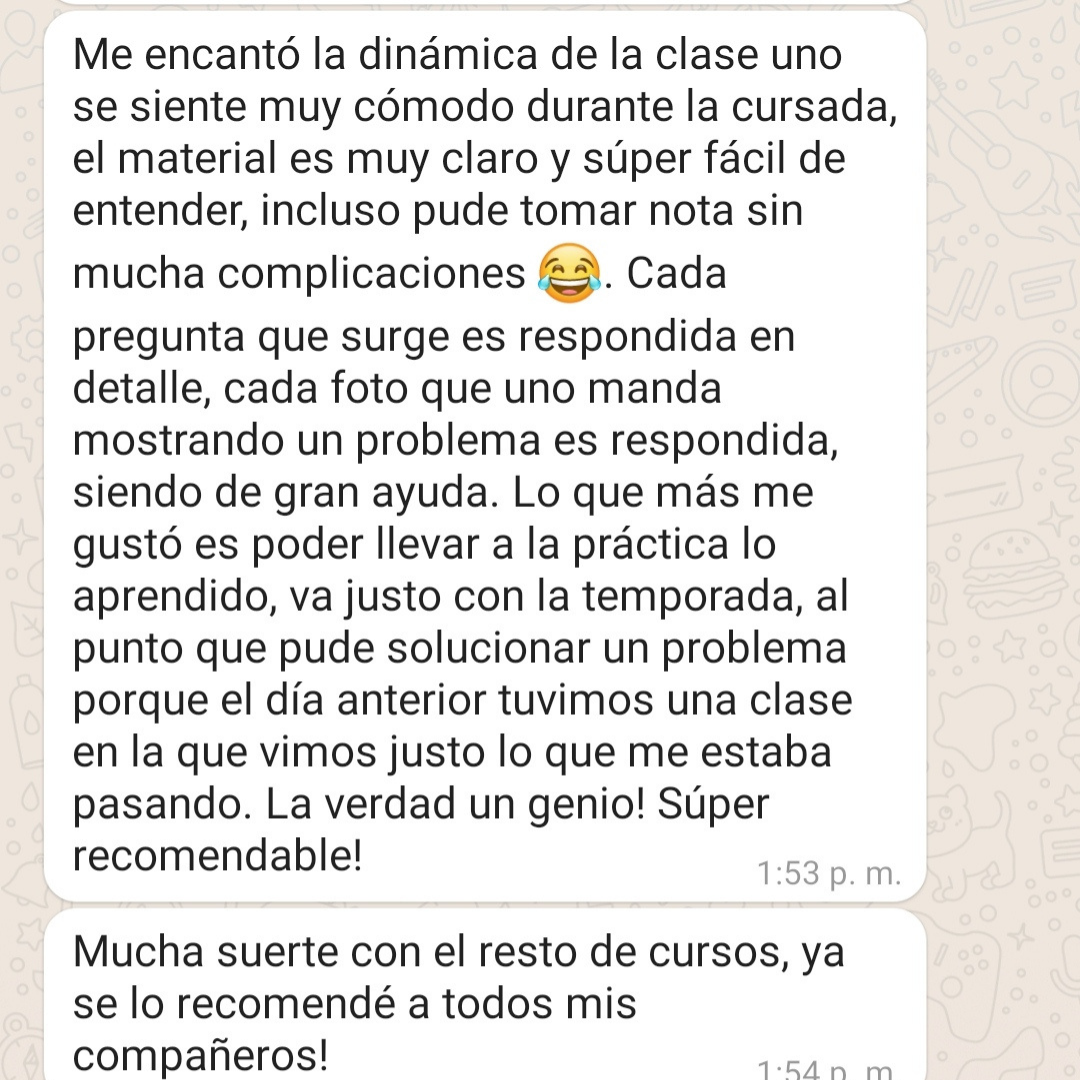 Me encantó la dinámica de la clase uno
se siente muy cómodo durante la cursada,
el material es muy claro y súper fácil de
entender, incluso pude tomar nota sin
mucha complicaciones 😂. Cada
pregunta que surge es respondida en
detalle, cada foto que uno manda
mostrando un problema es respondida,
siendo de gran ayuda. Lo que más me
gustó es poder llevar a la práctica lo
aprendido, va justo con la temporada, al
punto que pude solucionar un problema
porque el día anterior tuvimos una clase
en la que vimos justo lo que me estaba
pasando. La verdad un genio! Súper
recomendable!
1:53 p. m.
Mucha suerte con el resto de cursos, ya
se lo recomendé a todos mis
compañeros!
1:54 p. m.